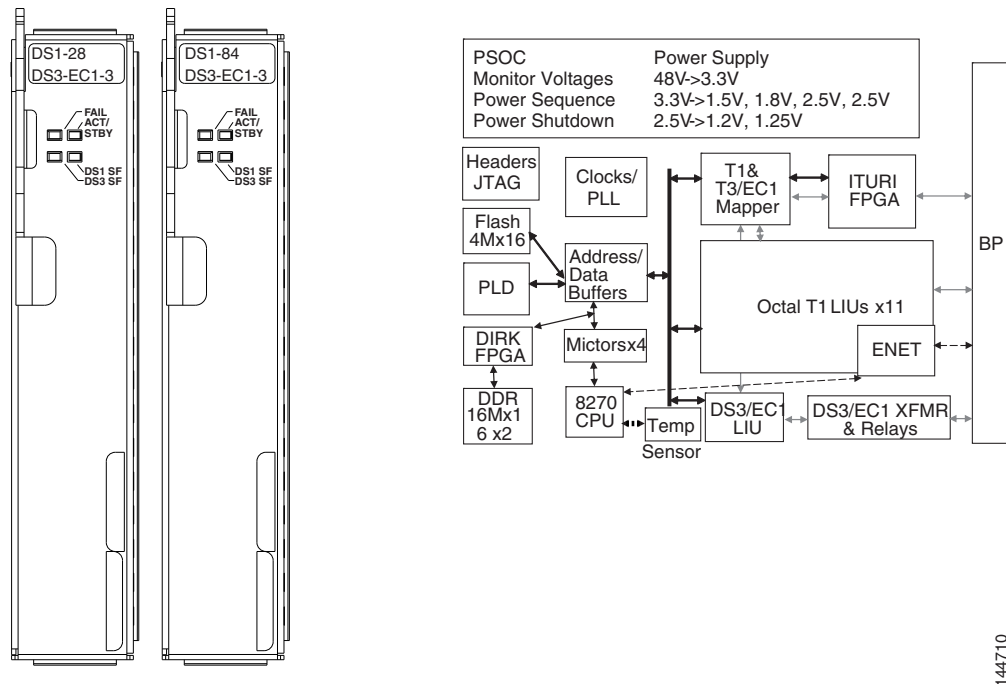 DS1-28
DS3-EC1-3
FAIL
ACT/
STBY
DS1 SF
DS3 SF
DS1-84
DS3-EC1-3
FAIL
ACT/
STBY
DS1 SF
DS3 SF
PSOC Power Supply
Monitor Voltages 48V->3.3V
Power Sequence 3.3V->1.5V, 1.8V, 2.5V, 2.5V
Power Shutdown 2.5V->1.2V, 1.25V
Headers
JTAG
Clocks/
PLL
T1&
T3/EC1
Mapper
ITURI
FPGA
BP
Flash
4Mx16
Address/
Data
Buffers
PLD
Octal T1 LIUs x11
DIRK
FPGA
Mictorsx4
ENET
DDR
16Mx1
6 x2
8270
CPU
Temp
Sensor
DS3/EC1
LIU
DS3/EC1 XFMR
& Relays
144710